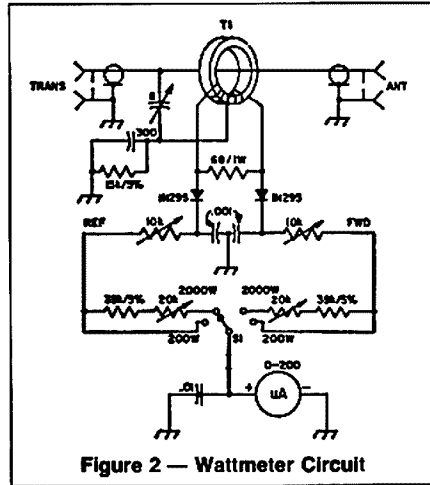 T1
TRANS
ANT
8
300
15k/5%
68/1W
1N295
1N295
REF
10k
.001
10k
FWD
2000W
2000W
39k/5%
20k
20k
39k/5%
200W
S1
200W
0-200
.01
+
uA
-
Figure 2 — Wattmeter Circuit